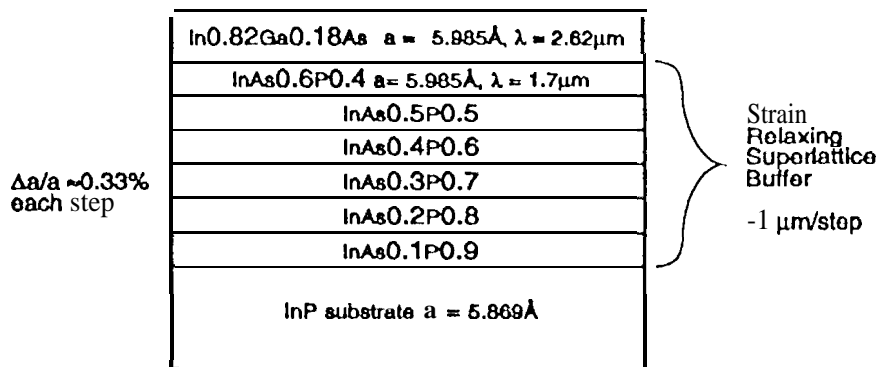 In0.82Ga0.18As a = 5.985Å, λ = 2.62μm
InAs0.6P0.4 a= 5.985Å, λ = 1.7μm
InAs0.5P0.5
InAs0.4P0.6
InAs0.3P0.7
InAs0.2P0.8
InAs0.1P0.9
InP substrate a = 5.869Å
Δa/a ≈0.33%
each step
Strain
Relaxing
Superlattice
Buffer
-1 μm/step